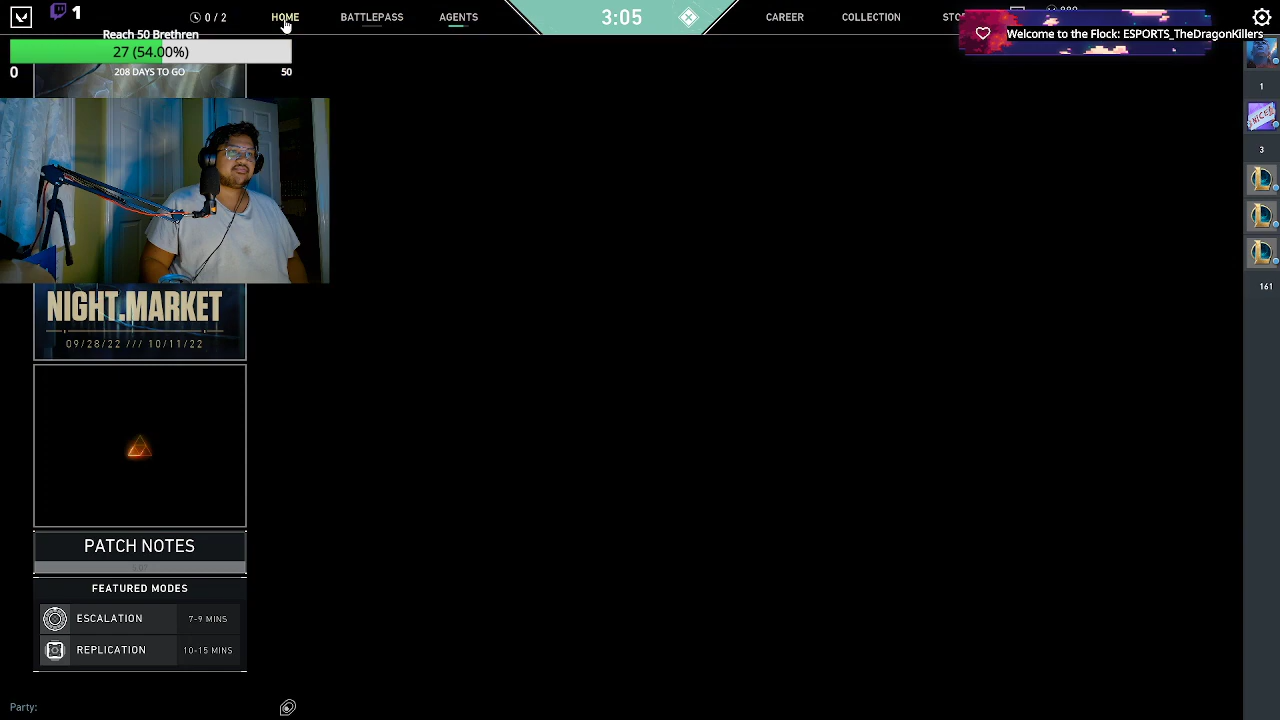 1
0 / 2
HOME
BATTLEPASS
AGENTS
3:05
CAREER
COLLECTION
Reach 50 Brethren
27 (54.00%)
0
208 DAYS TO GO
50
Welcome to the Flock: ESPORTS_TheDragonKillers
1
NICE!
3
161
NIGHT.MARKET
09/28/22 /// 10/11/22
PATCH NOTES
FEATURED MODES
ESCALATION
7-9 MINS
REPLICATION
10-15 MINS
Party: